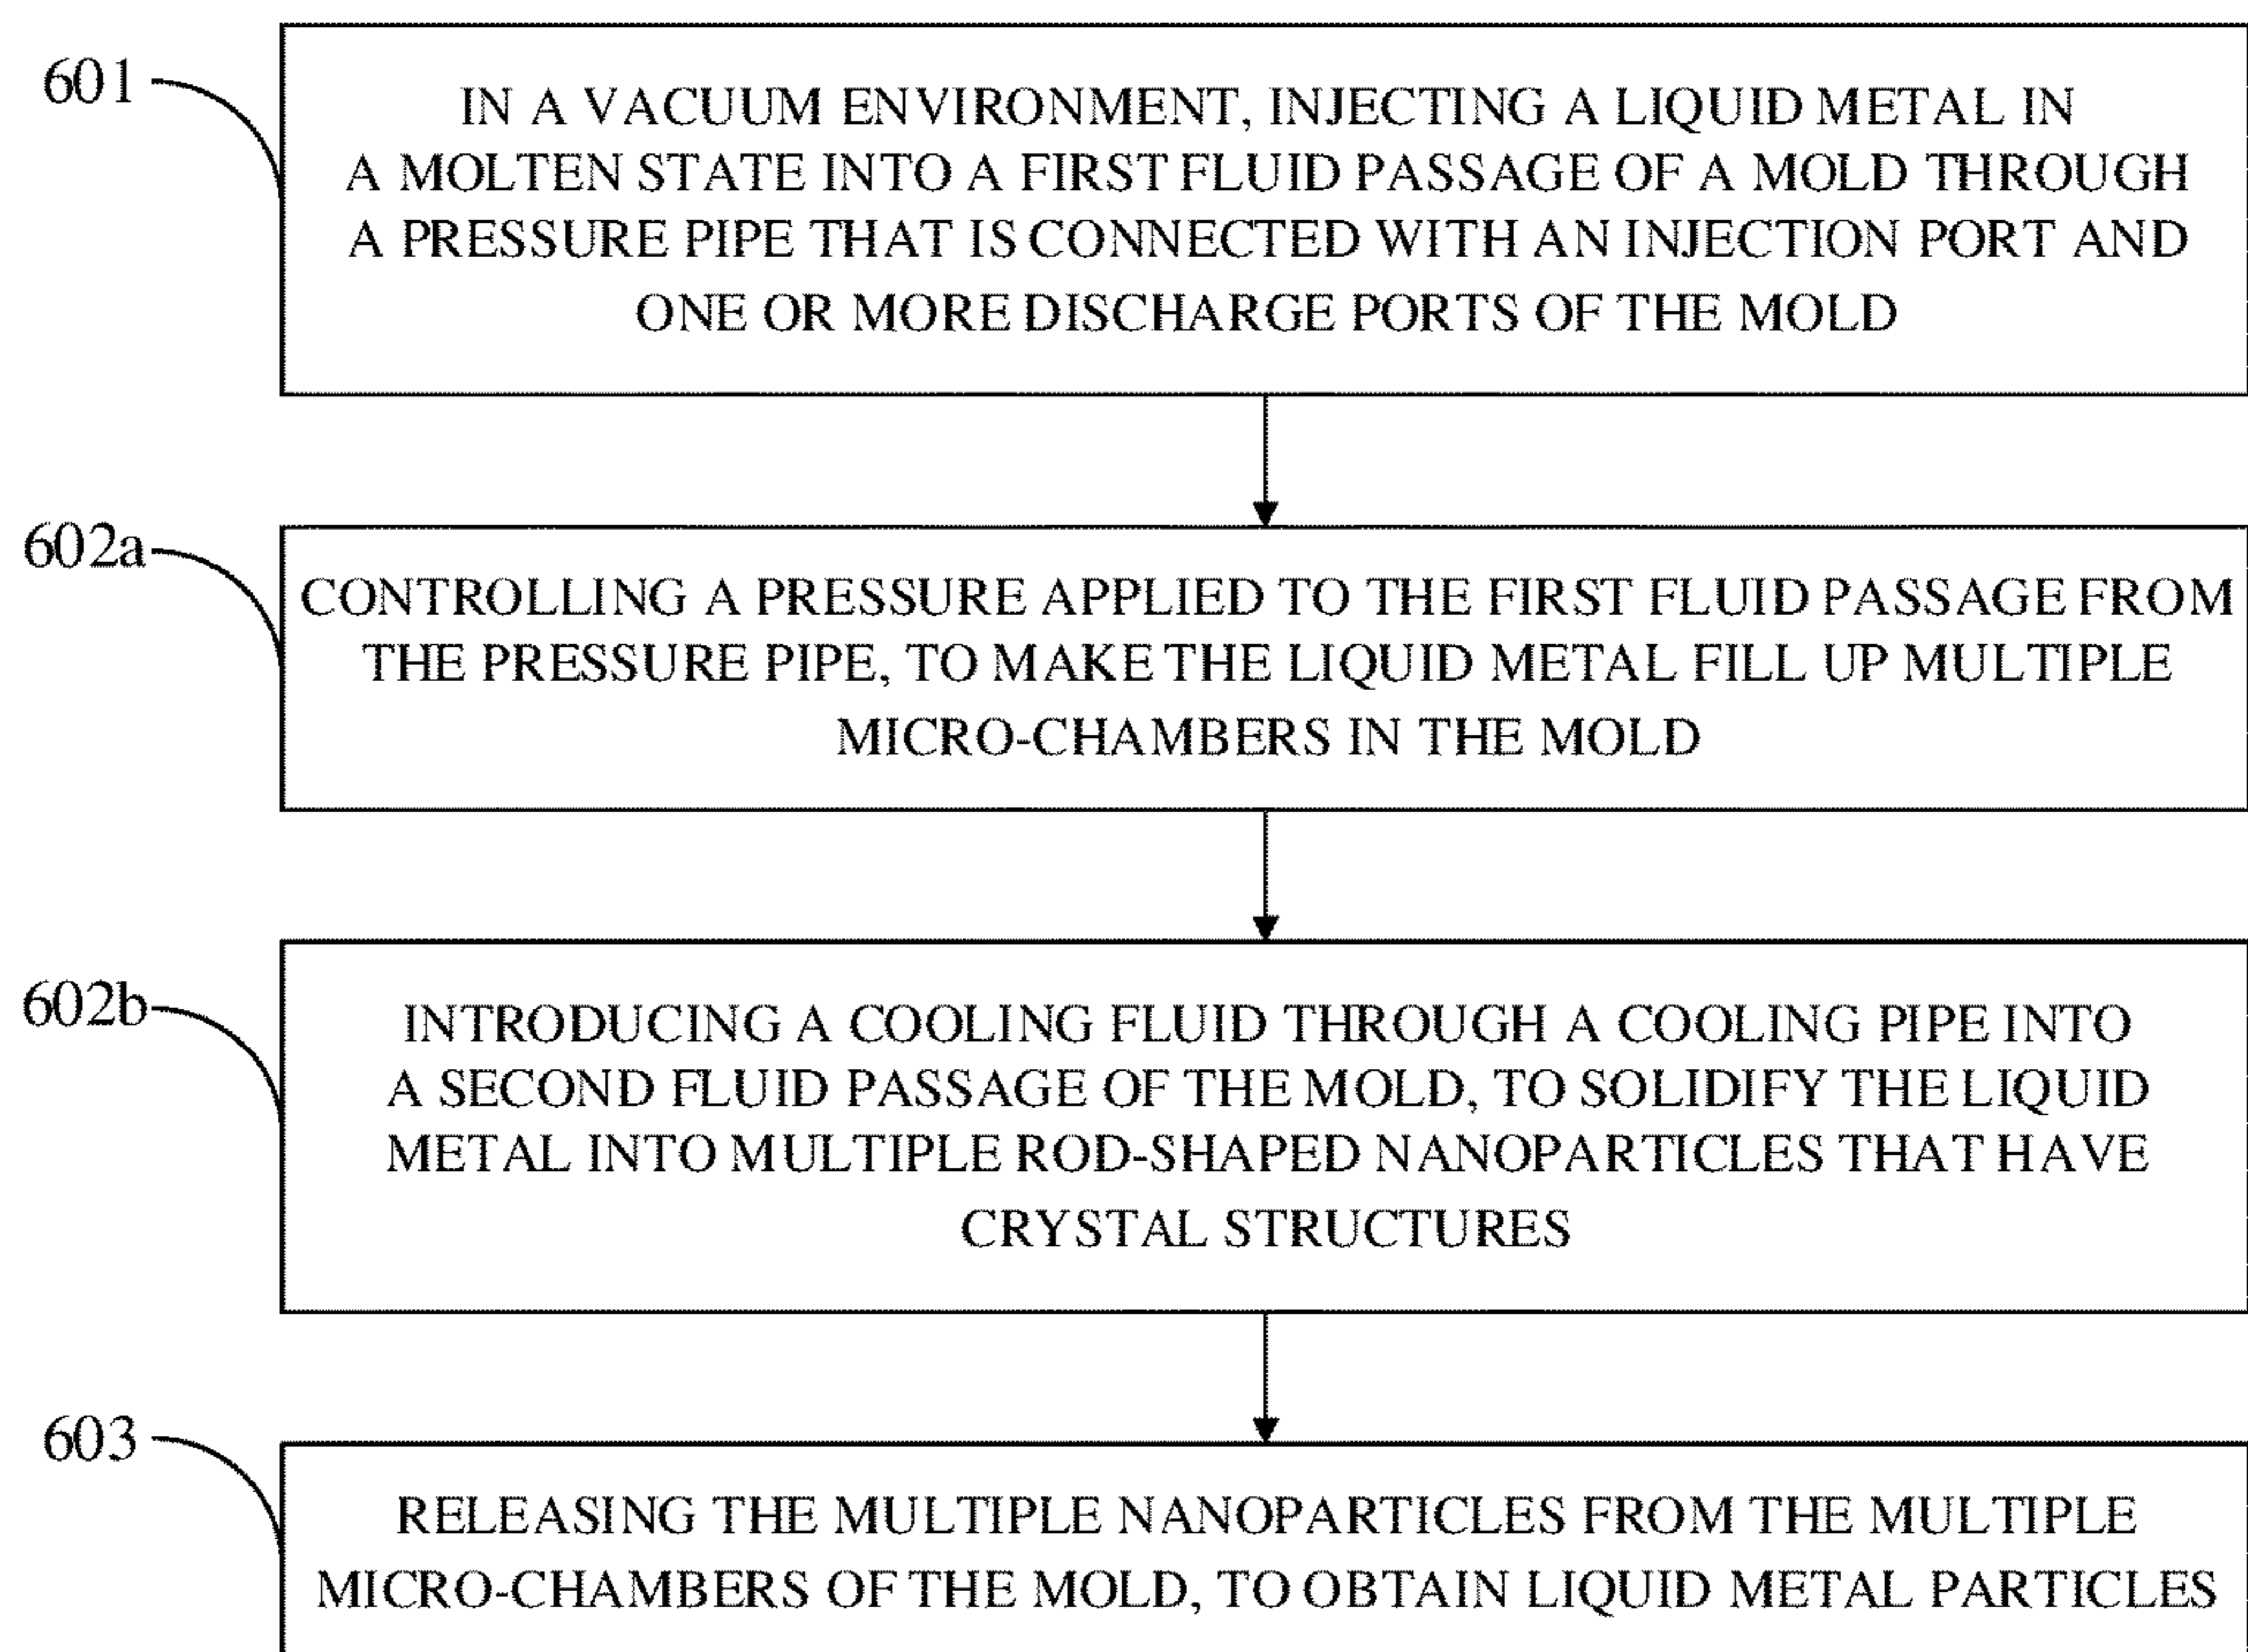 601
IN A VACUUM ENVIRONMENT, INJECTING A LIQUID METAL IN
A MOLTEN STATE INTO A FIRST FLUID PASSAGE OF A MOLD THROUGH
A PRESSURE PIPE THAT IS CONNECTED WITH AN INJECTION PORT AND
ONE OR MORE DISCHARGE PORTS OF THE MOLD
602a
CONTROLLING A PRESSURE APPLIED TO THE FIRST FLUID PASSAGE FROM
THE PRESSURE PIPE, TO MAKE THE LIQUID METAL FILL UP MULTIPLE
MICRO-CHAMBERS IN THE MOLD
602b
INTRODUCING A COOLING FLUID THROUGH A COOLING PIPE INTO
A SECOND FLUID PASSAGE OF THE MOLD, TO SOLIDIFY THE LIQUID
METAL INTO MULTIPLE ROD-SHAPED NANOPARTICLES THAT HAVE
CRYSTAL STRUCTURES
603
RELEASING THE MULTIPLE NANOPARTICLES FROM THE MULTIPLE
MICRO-CHAMBERS OF THE MOLD, TO OBTAIN LIQUID METAL PARTICLES